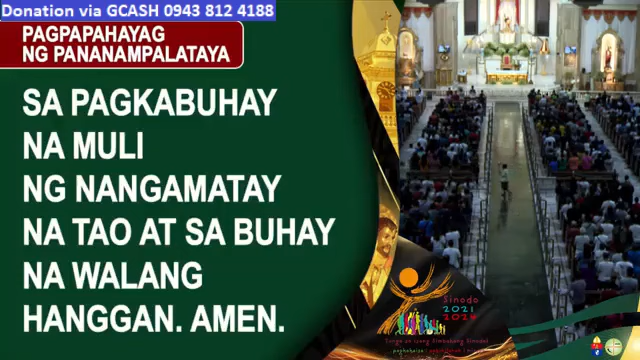 Donation via GCASH 0943 812 4188
PAGPAPAHAYAG
NG PANANAMPALATAYA
SA PAGKABUHAY
NA MULI
NG NANGAMATAY
NA TAO AT SA BUHAY
NA WALANG
HANGGAN. AMEN.
Sinodo
2021
2024